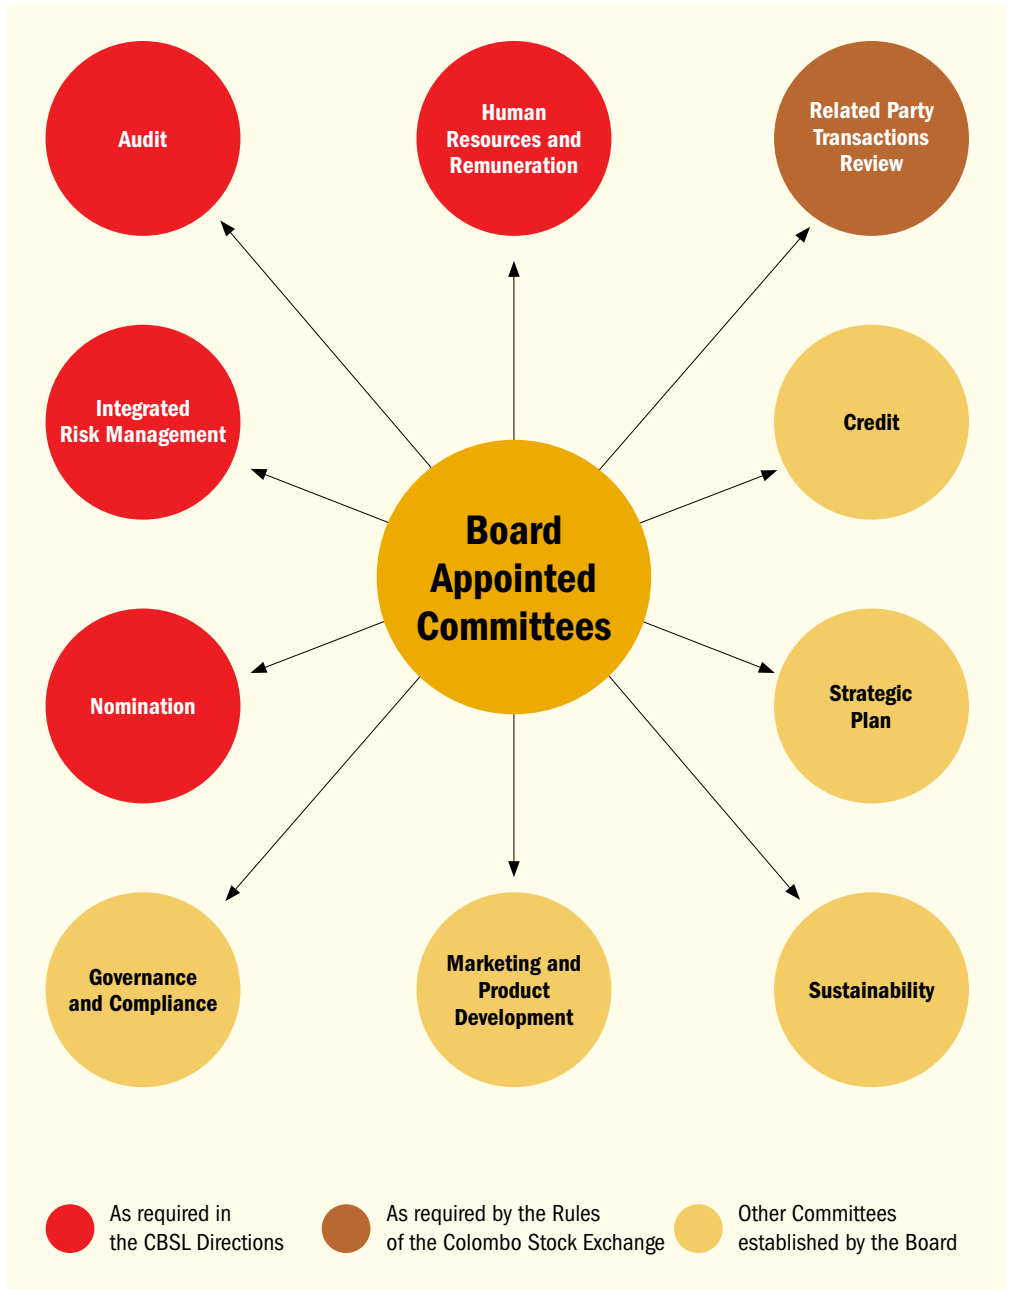 Audit
Human
Resources and
Remuneration
Related Party
Transactions
Review
Integrated
Risk Management
Credit
Board
Appointed
Committees
Nomination
Strategic
Plan
Governance
and Compliance
Marketing and
Product
Development
Sustainability
As required in
the CBSL Directions
As required by the Rules
of the Colombo Stock Exchange
Other Committees
established by the Board